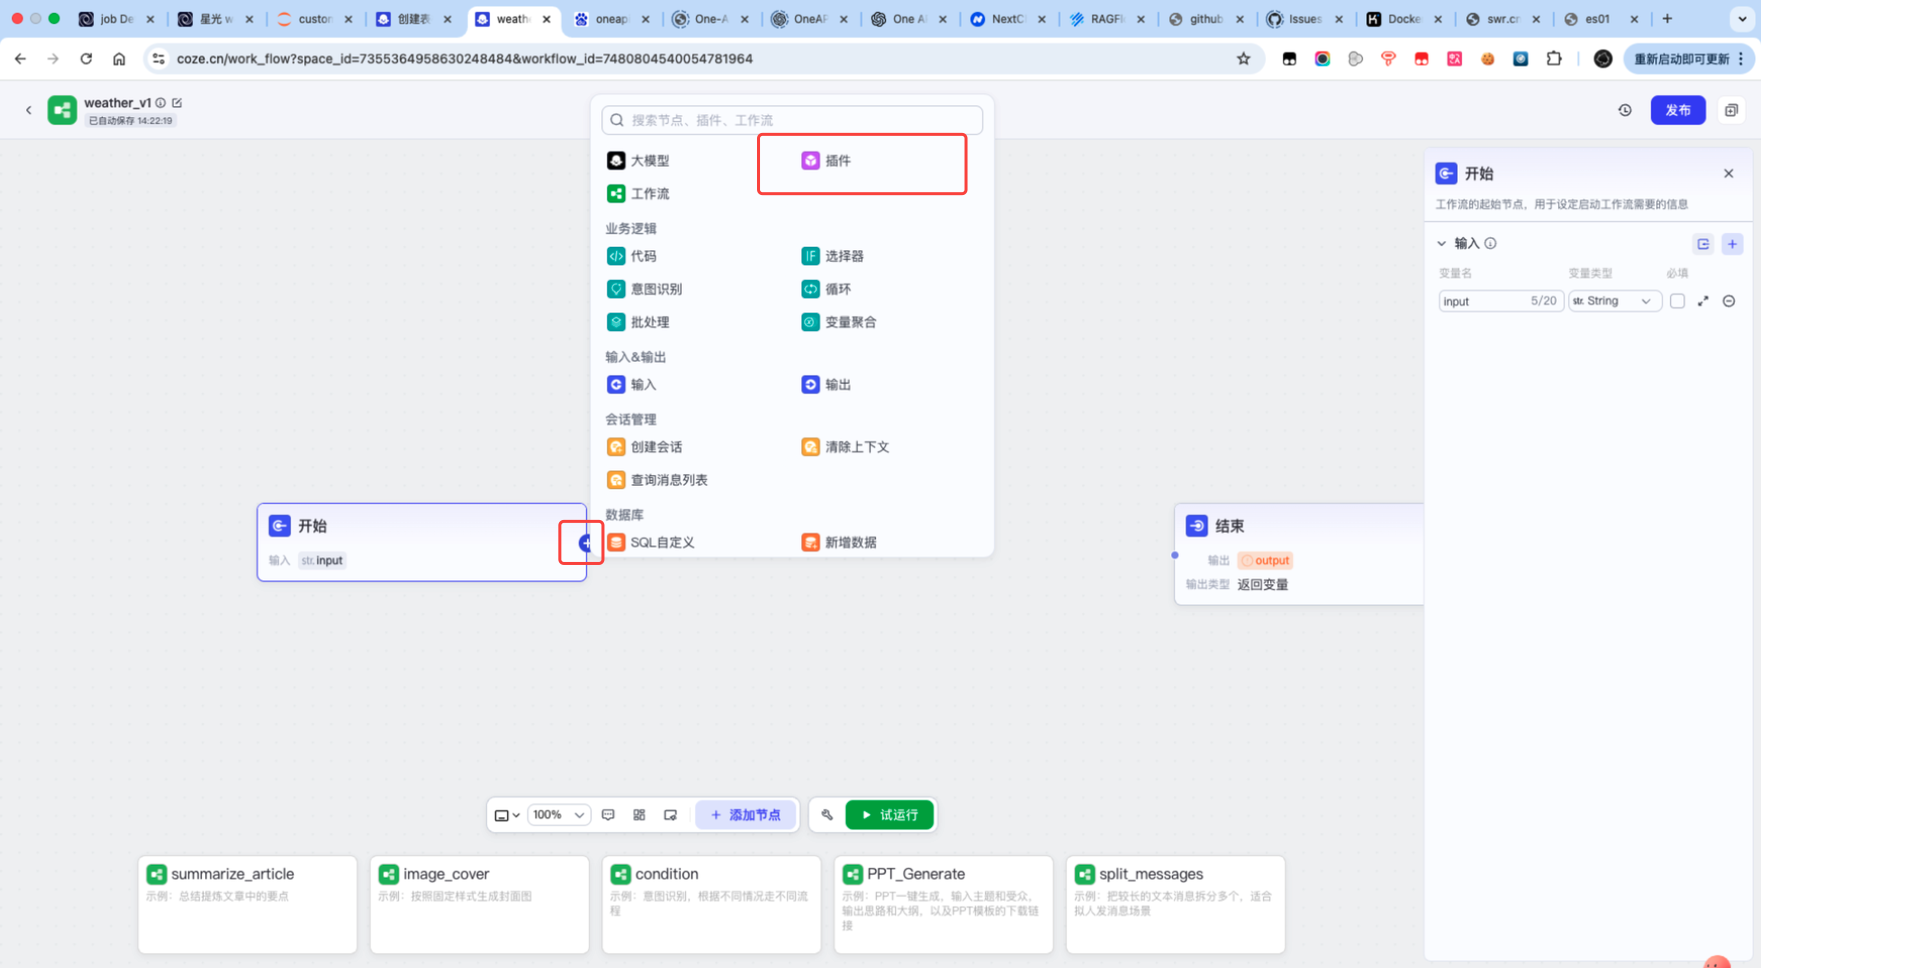 job De
星光 w
custon
创建表
weath
oneap
One-A
OneAP
One A
NextC
RAGFl
github
Issues
Docke
swr.cn
es01
coze.cn/work_flow?space_id=7355364958630248484&workflow_id=7480804540054781964
重新启动即可更新
weather_v1
已自动保存 14:22:19
发布
搜索节点、插件、工作流
大模型
插件
工作流
业务逻辑
代码
IF 选择器
意图识别
循环
批处理
变量聚合
输入&输出
输入
输出
会话管理
创建会话
清除上下文
查询消息列表
数据库
SQL自定义
新增数据
开始
输入 str. input
结束
输出 output
输出类型 返回变量
开始
工作流的起始节点，用于设定启动工作流需要的信息
输入
变量名 变量类型 必填
input 5/20 str. String
100%
添加节点
试运行
summarize_article
示例：总结提炼文章中的要点
image_cover
示例：按照固定样式生成封面图
condition
示例：意图识别，根据不同情况走不同流
程
PPT_Generate
示例：PPT一键生成，输入主题和受众，
输出思路和大纲，以及PPT模板的下载链
接
split_messages
示例：把较长的文本消息拆分多个，适合
拟人发消息场景